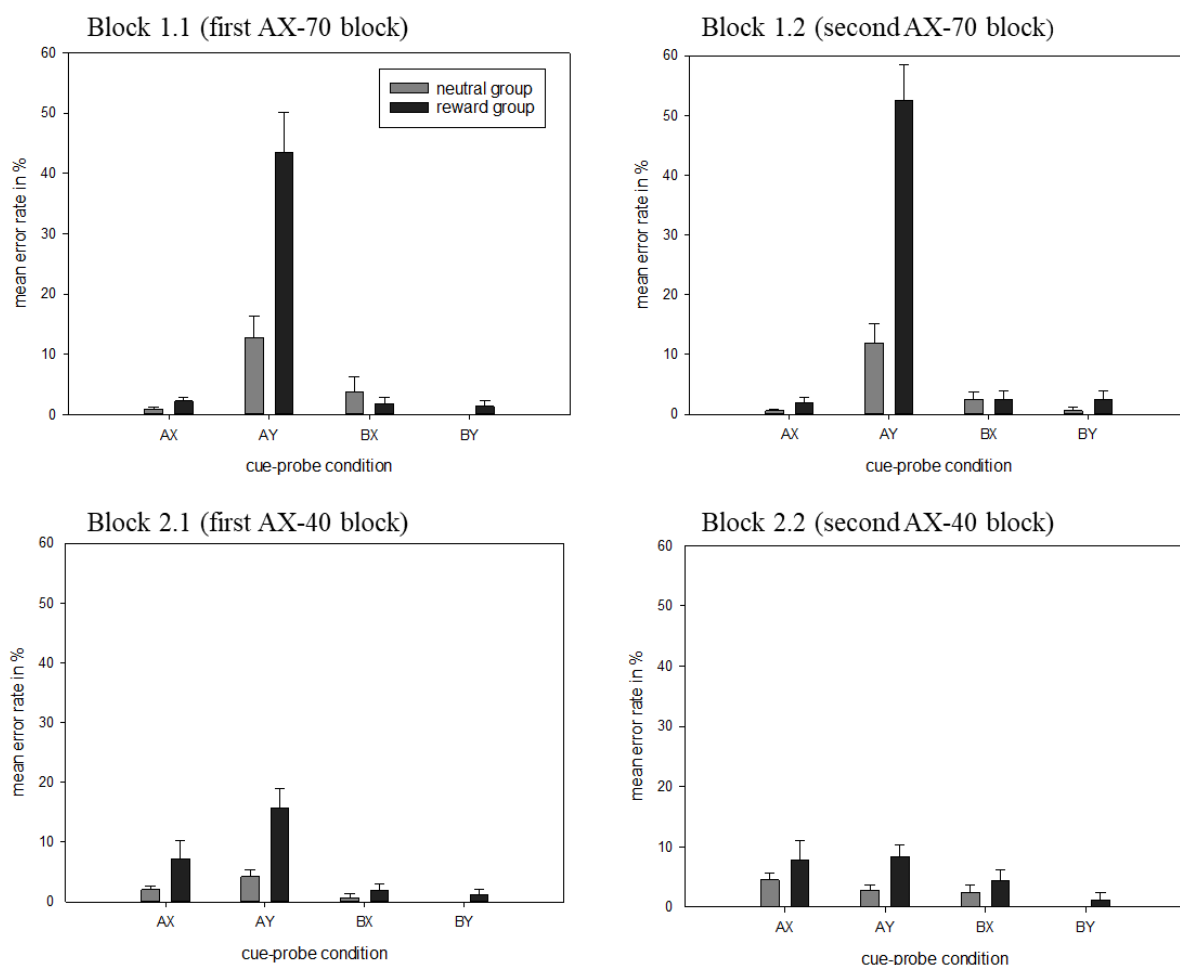 Block 1.1 (first AX-70 block)
60
50
40
30
20
10
0
mean error rate in %
neutral group
reward group
AX AY BX BY
cue-probe condition
Block 1.2 (second AX-70 block)
60
50
40
30
20
10
0
mean error rate in %
AX AY BX BY
cue-probe condition
Block 2.1 (first AX-40 block)
60
50
40
30
20
10
0
mean error rate in %
AX AY BX BY
cue-probe condition
Block 2.2 (second AX-40 block)
60
50
40
30
20
10
0
mean error rate in %
AX AY BX BY
cue-probe condition